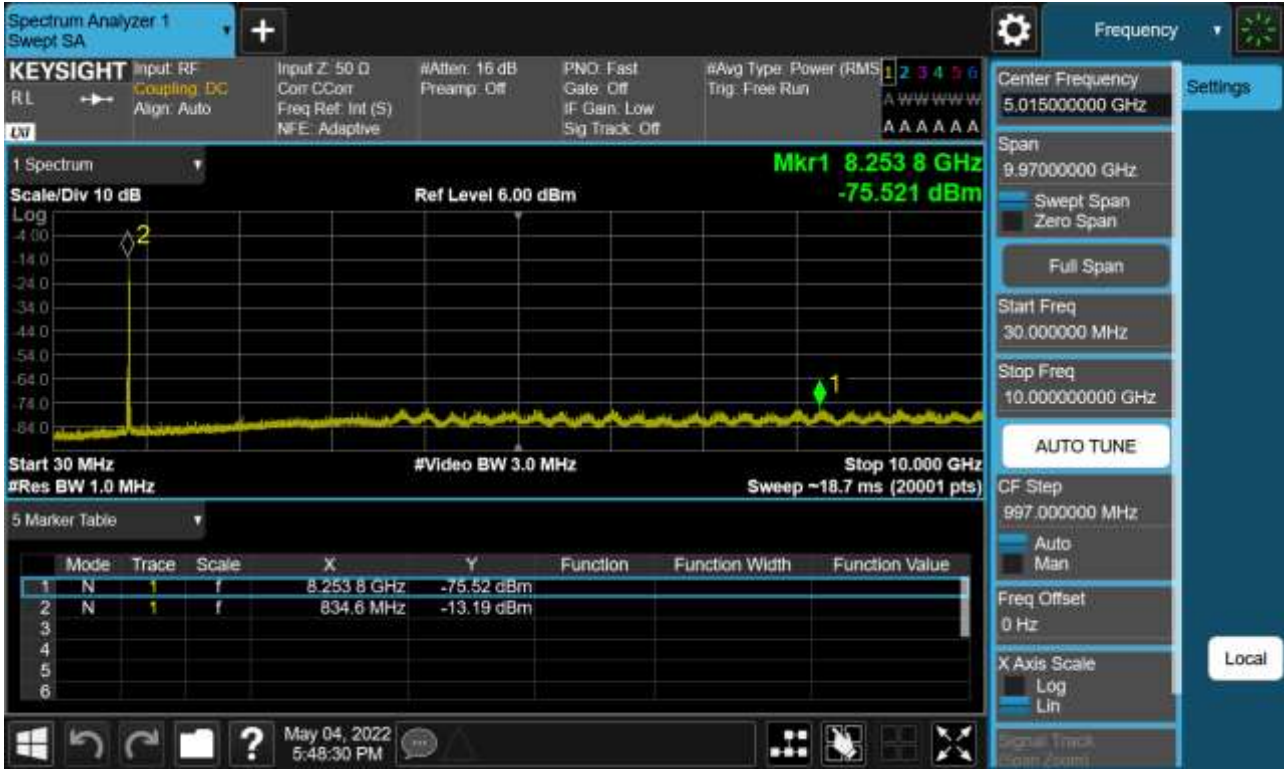 Spectrum Analyzer 1
Swept SA
Frequency
KEYSIGHT
RL
LXI
Input: RF
Coupling: DC
Align: Auto
Input Z: 50 Ω
Corr CCorr
Freq Ref: Int (S)
NFE: Adaptive
#Atten: 16 dB
Preamp: Off
PNO: Fast
Gate: Off
IF Gain: Low
Sig Track: Off
#Avg Type: Power (RMS
Trig: Free Run
1 2 3 4 5 6
A W W W W W
A A A A A A
1 Spectrum
Scale/Div 10 dB
Ref Level 6.00 dBm
Mkr1 8.253 8 GHz
-75.521 dBm
Log
-4.00
-14.0
-24.0
-34.0
-44.0
-54.0
-64.0
-74.0
-84.0
2
1
Start 30 MHz
#Video BW 3.0 MHz
Stop 10.000 GHz
#Res BW 1.0 MHz
Sweep ~18.7 ms (20001 pts)
5 Marker Table
Mode Trace Scale X Y Function Function Width Function Value
1 N 1 f 8.253 8 GHz -75.52 dBm
2 N 1 f 834.6 MHz -13.19 dBm
3
4
5
6
May 04, 2022
5:48:30 PM
Center Frequency
5.015000000 GHz
Settings
Span
9.97000000 GHz
Swept Span
Zero Span
Full Span
Start Freq
30.000000 MHz
Stop Freq
10.000000000 GHz
AUTO TUNE
CF Step
997.000000 MHz
Auto
Man
Freq Offset
0 Hz
X Axis Scale
Log
Lin
Local
Signal Track
(Span Zoom)